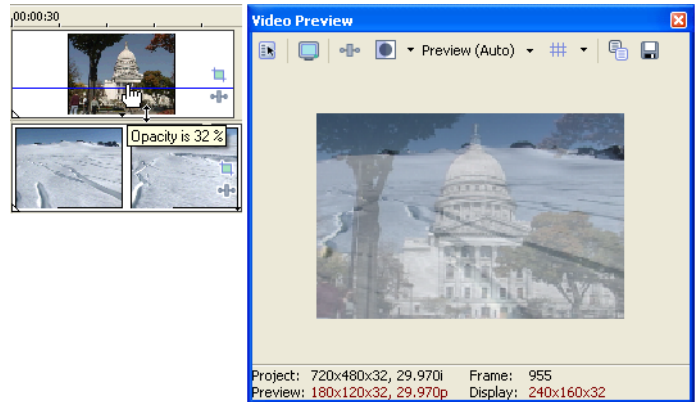 ,00:00:30
Video Preview
Preview (Auto)
Opacity is 32 %
Project: 720x480x32, 29.970i Frame: 955
Preview: 180x120x32, 29.970p Display: 240x160x32